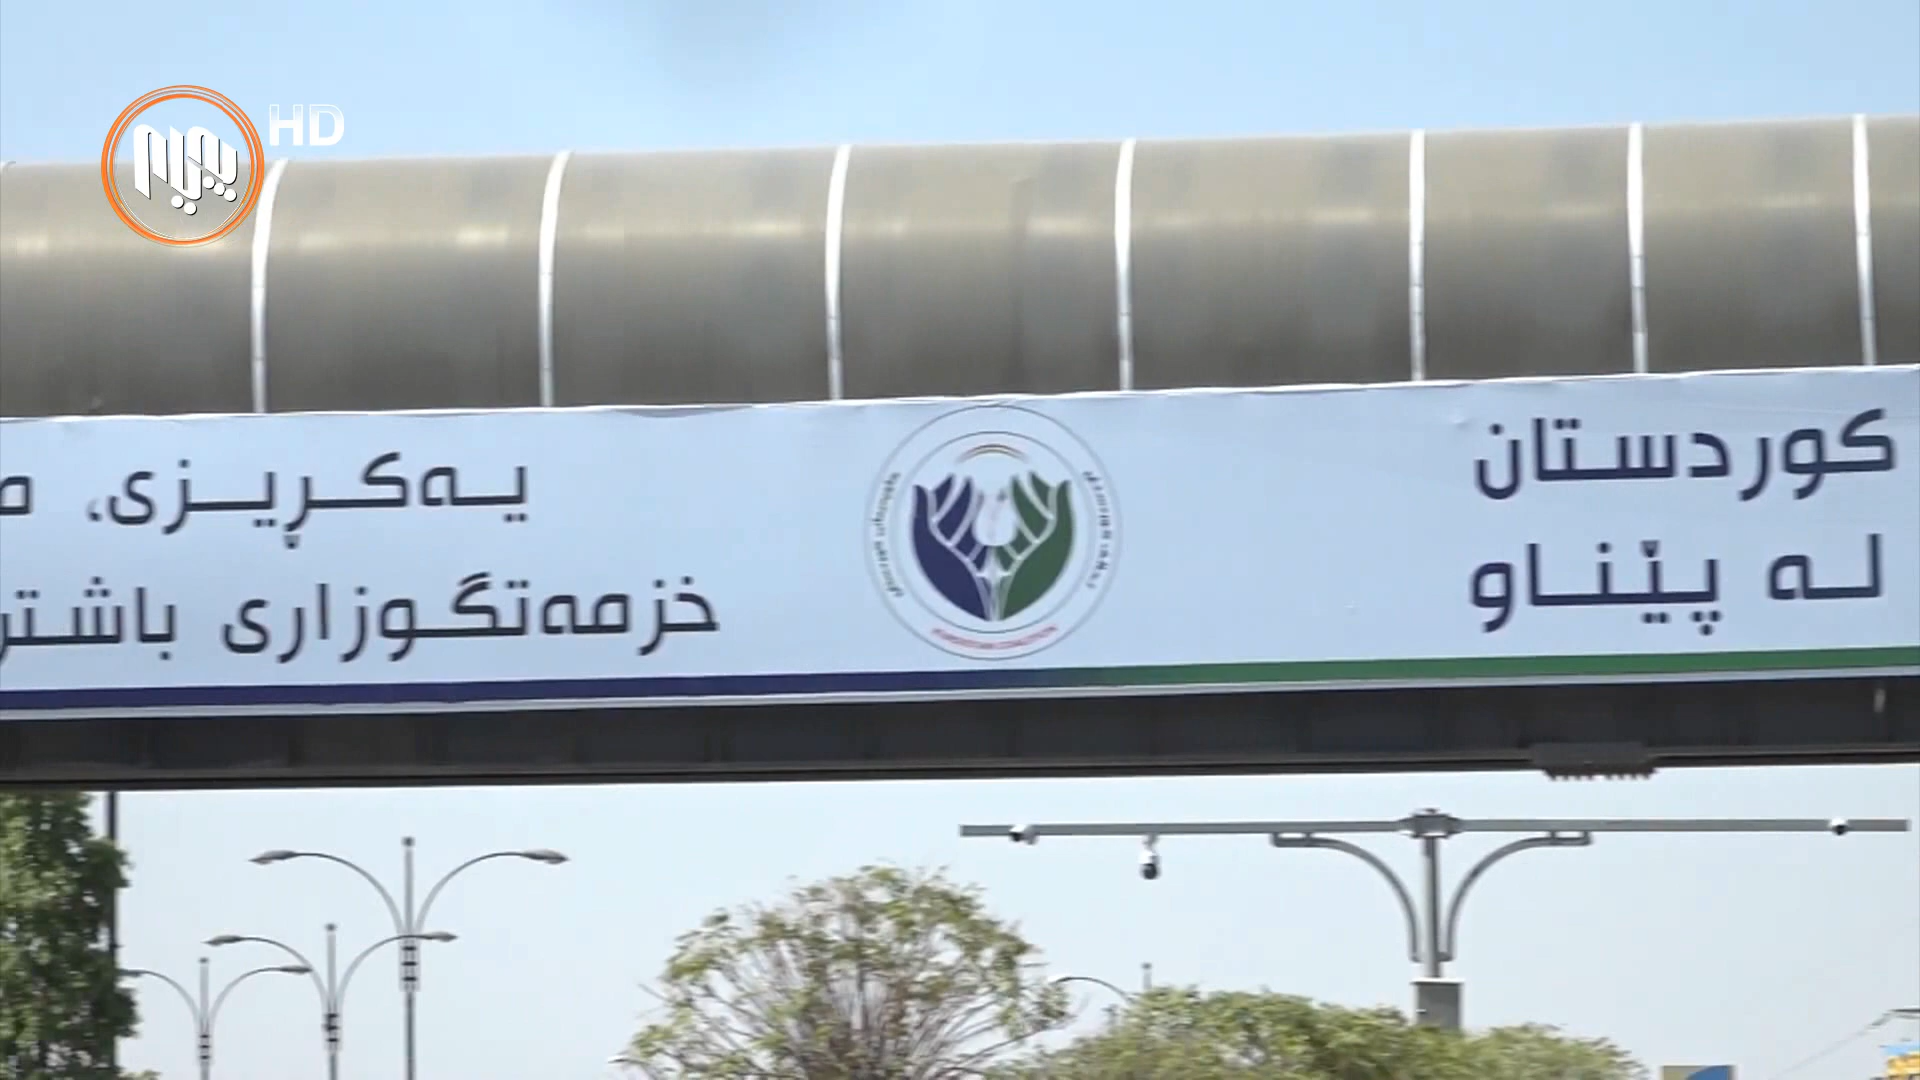 HD
کوردستان
لە پێناو
یەکڕیزی،
خزمەتگوزاری باشتر